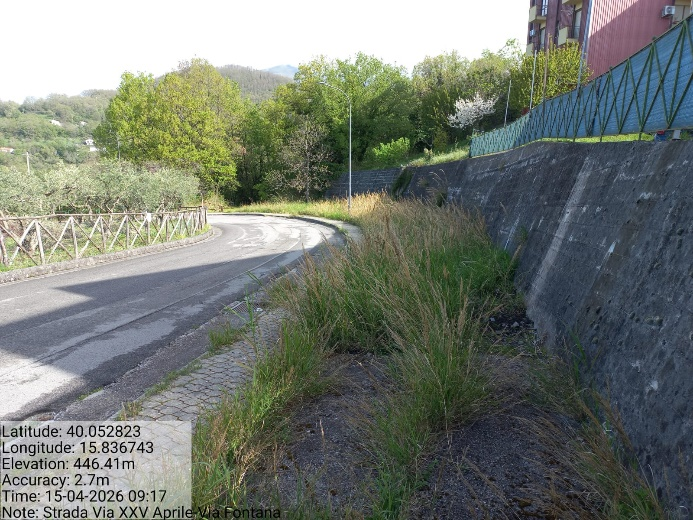 Latitude: 40.052823
Longitude: 15.836743
Elevation: 446.41m
Accuracy: 2.7m
Time: 15-04-2026 09:17
Note: Strada Via XXV Aprile-Via Fontana